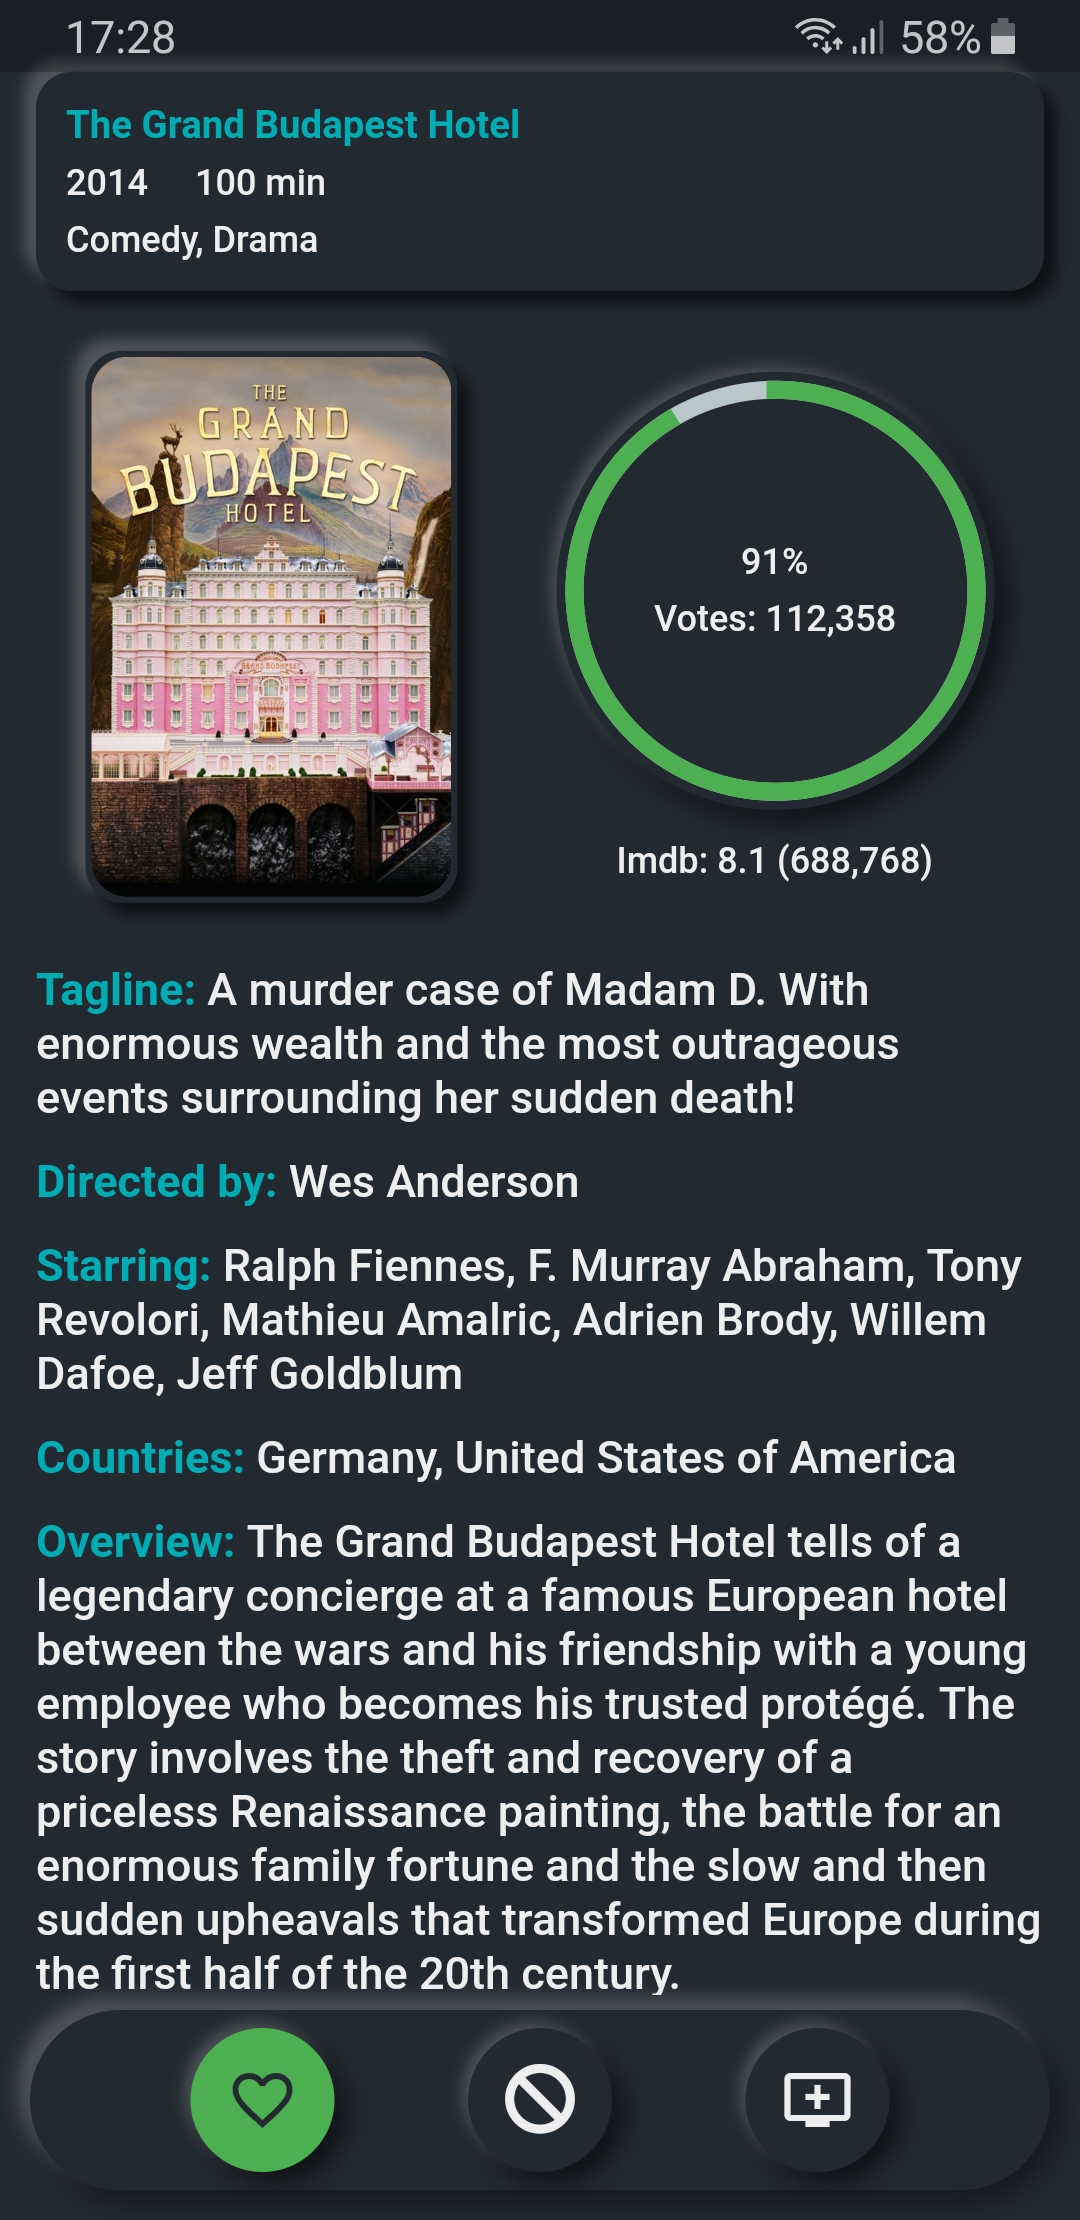 17:28
58%
The Grand Budapest Hotel
2014 100 min
Comedy, Drama
THE
GRAND
BUDAPEST
HOTEL
GRAND BUDAPEST
91%
Votes: 112,358
Imdb: 8.1 (688,768)
Tagline: A murder case of Madam D. With
enormous wealth and the most outrageous
events surrounding her sudden death!
Directed by: Wes Anderson
Starring: Ralph Fiennes, F. Murray Abraham, Tony
Revolori, Mathieu Amalric, Adrien Brody, Willem
Dafoe, Jeff Goldblum
Countries: Germany, United States of America
Overview: The Grand Budapest Hotel tells of a
legendary concierge at a famous European hotel
between the wars and his friendship with a young
employee who becomes his trusted protégé. The
story involves the theft and recovery of a
priceless Renaissance painting, the battle for an
enormous family fortune and the slow and then
sudden upheavals that transformed Europe during
the first half of the 20th century.